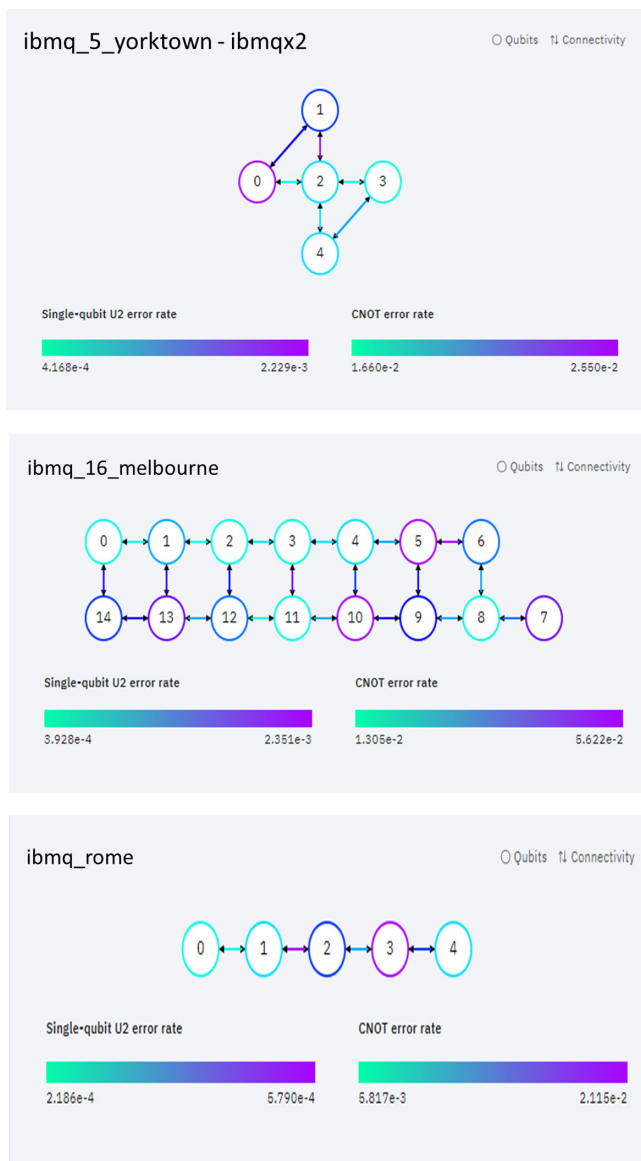 ibmq_5_yorktown - ibmqx2
Qubits Connectivity
1
0 2 3
4
Single-qubit U2 error rate CNOT error rate
4.168e-4 2.229e-3 1.660e-2 2.550e-2
ibmq_16_melbourne
Qubits Connectivity
0 1 2 3 4 5 6
14 13 12 11 10 9 8 7
Single-qubit U2 error rate CNOT error rate
3.928e-4 2.351e-3 1.305e-2 5.622e-2
ibmq_rome
Qubits Connectivity
0 1 2 3 4
Single-qubit U2 error rate CNOT error rate
2.186e-4 5.790e-4 5.817e-3 2.115e-2